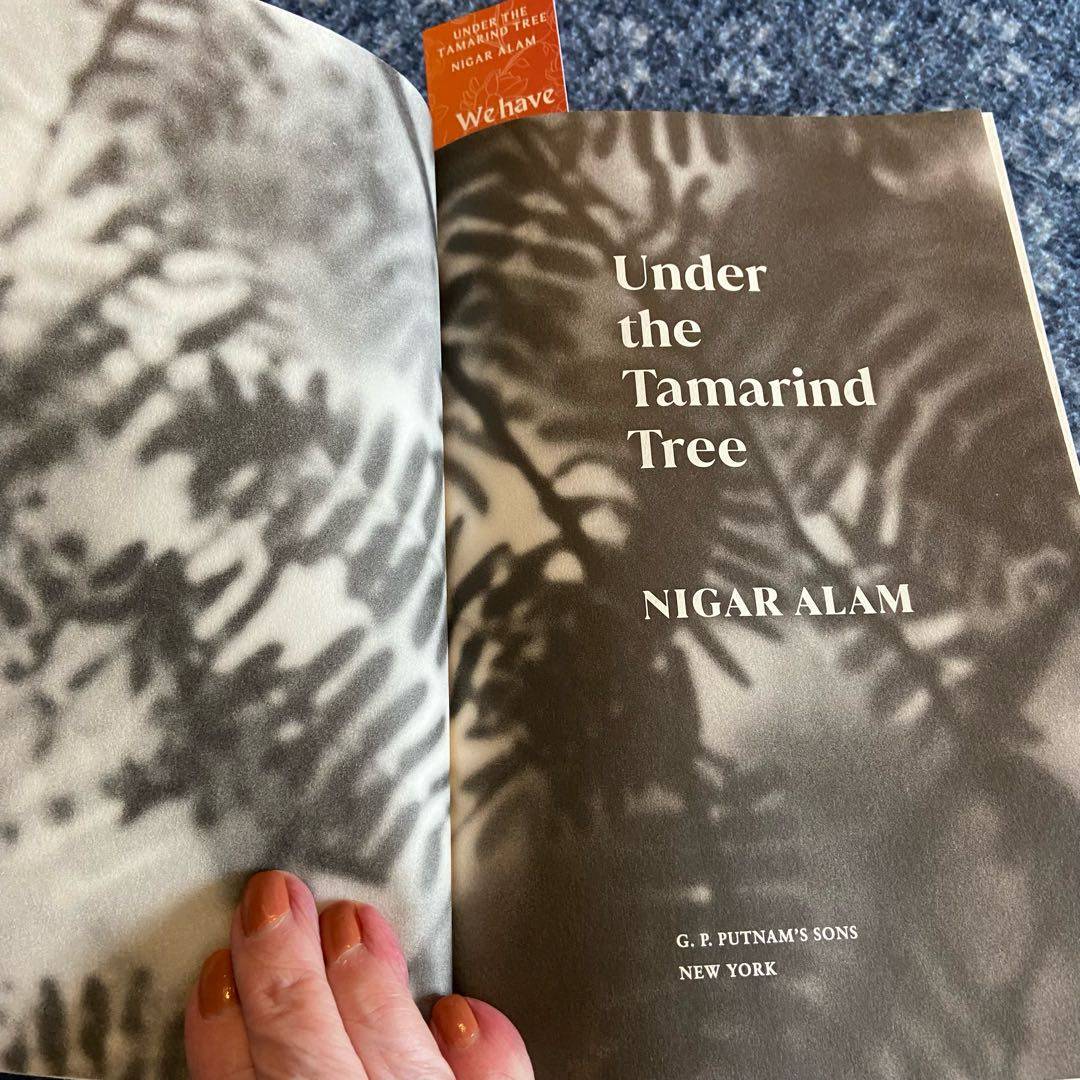 UNDER THE
TAMARIND TREE
NIGAR ALAM
We have
Under
the
Tamarind
Tree
NIGAR ALAM
G. P. PUTNAM'S SONS
NEW YORK